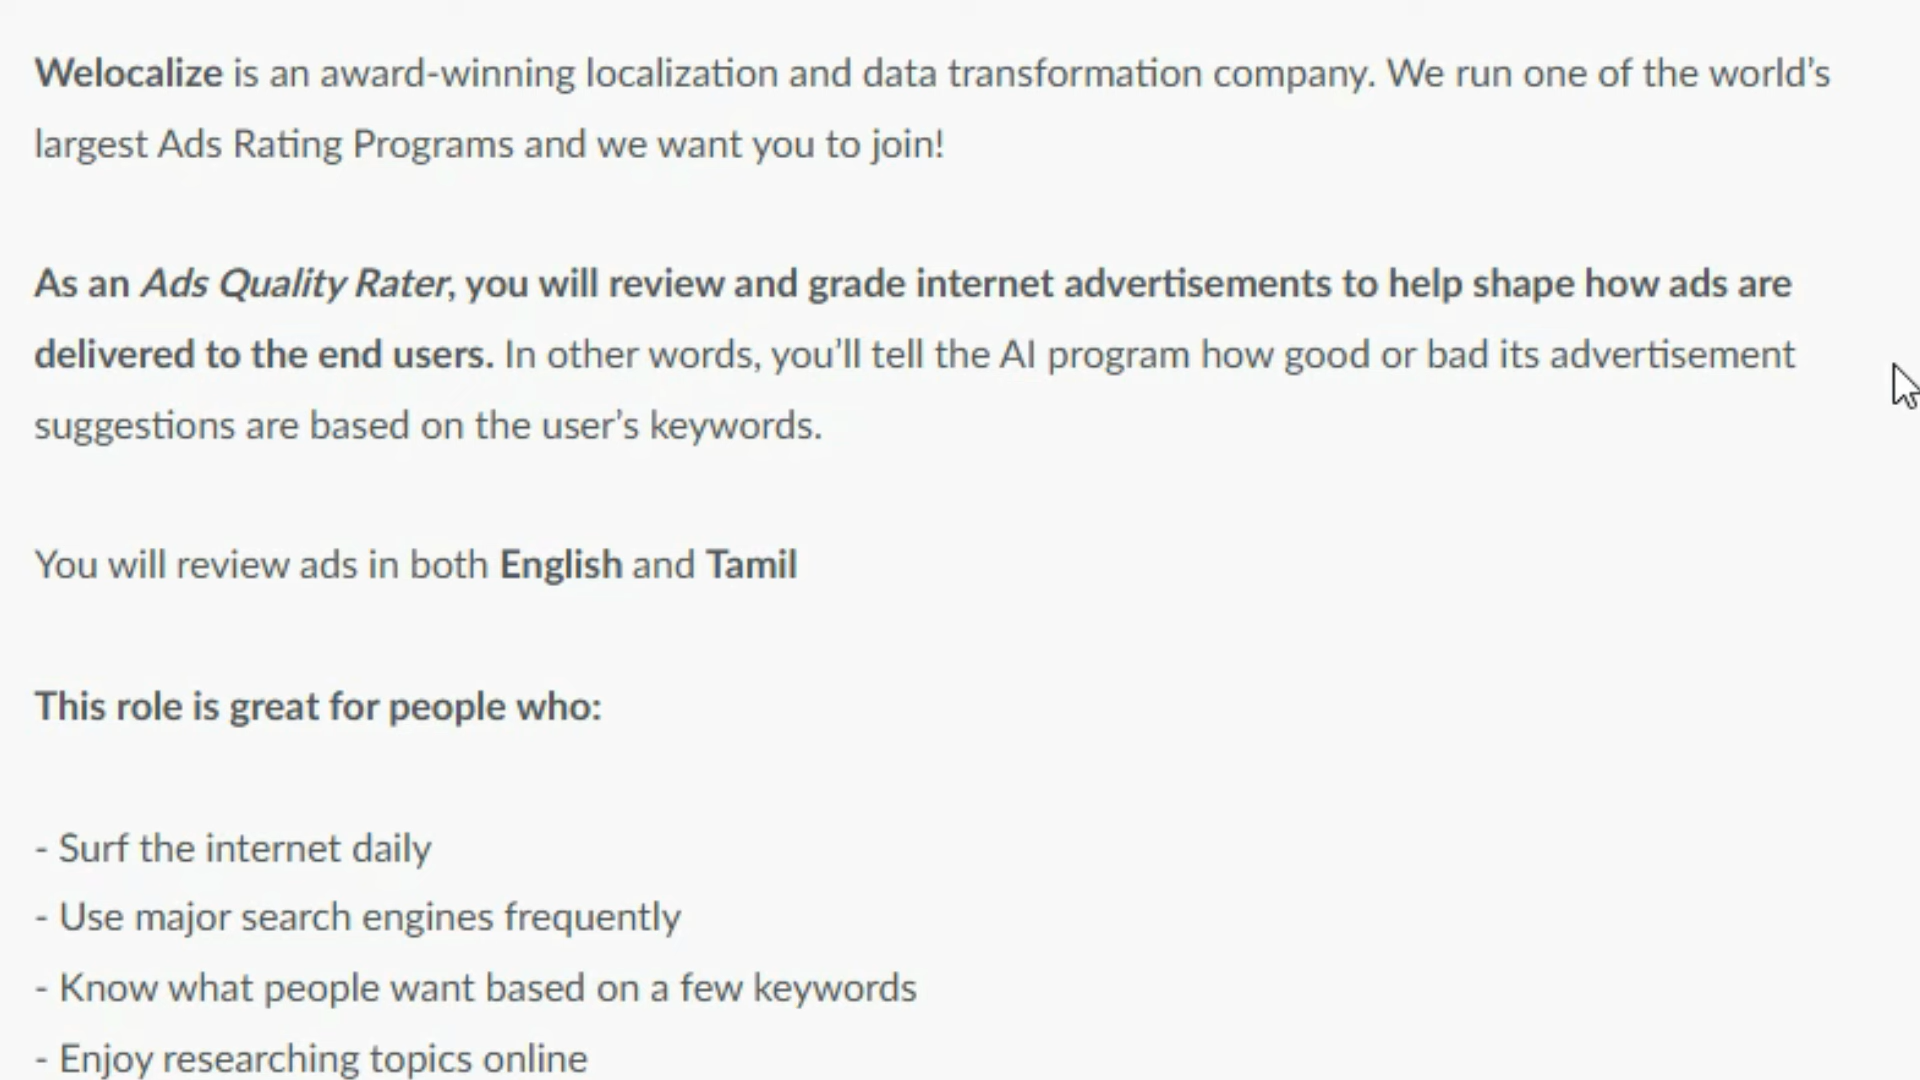 Welocalize is an award-winning localization and data transformation company. We run one of the world's
largest Ads Rating Programs and we want you to join!
As an Ads Quality Rater, you will review and grade internet advertisements to help shape how ads are
delivered to the end users. In other words, you'll tell the AI program how good or bad its advertisement
suggestions are based on the user's keywords.
You will review ads in both English and Tamil
This role is great for people who:
- Surf the internet daily
- Use major search engines frequently
- Know what people want based on a few keywords
- Enjoy researching topics online